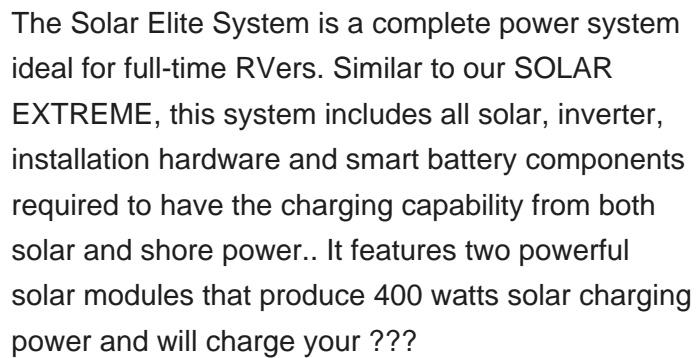 The Solar Elite System is a complete power system
ideal for full-time RVers. Similar to our SOLAR
EXTREME, this system includes all solar, inverter,
installation hardware and smart battery components
required to have the charging capability from both
solar and shore power.. It features two powerful
solar modules that produce 400 watts solar charging
power and will charge your ???